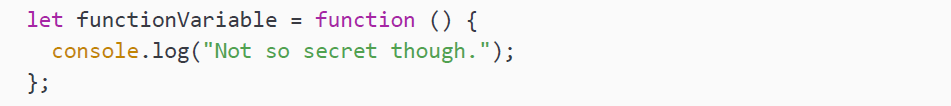 let functionVariable = function () {
  console.log("Not so secret though.");
};